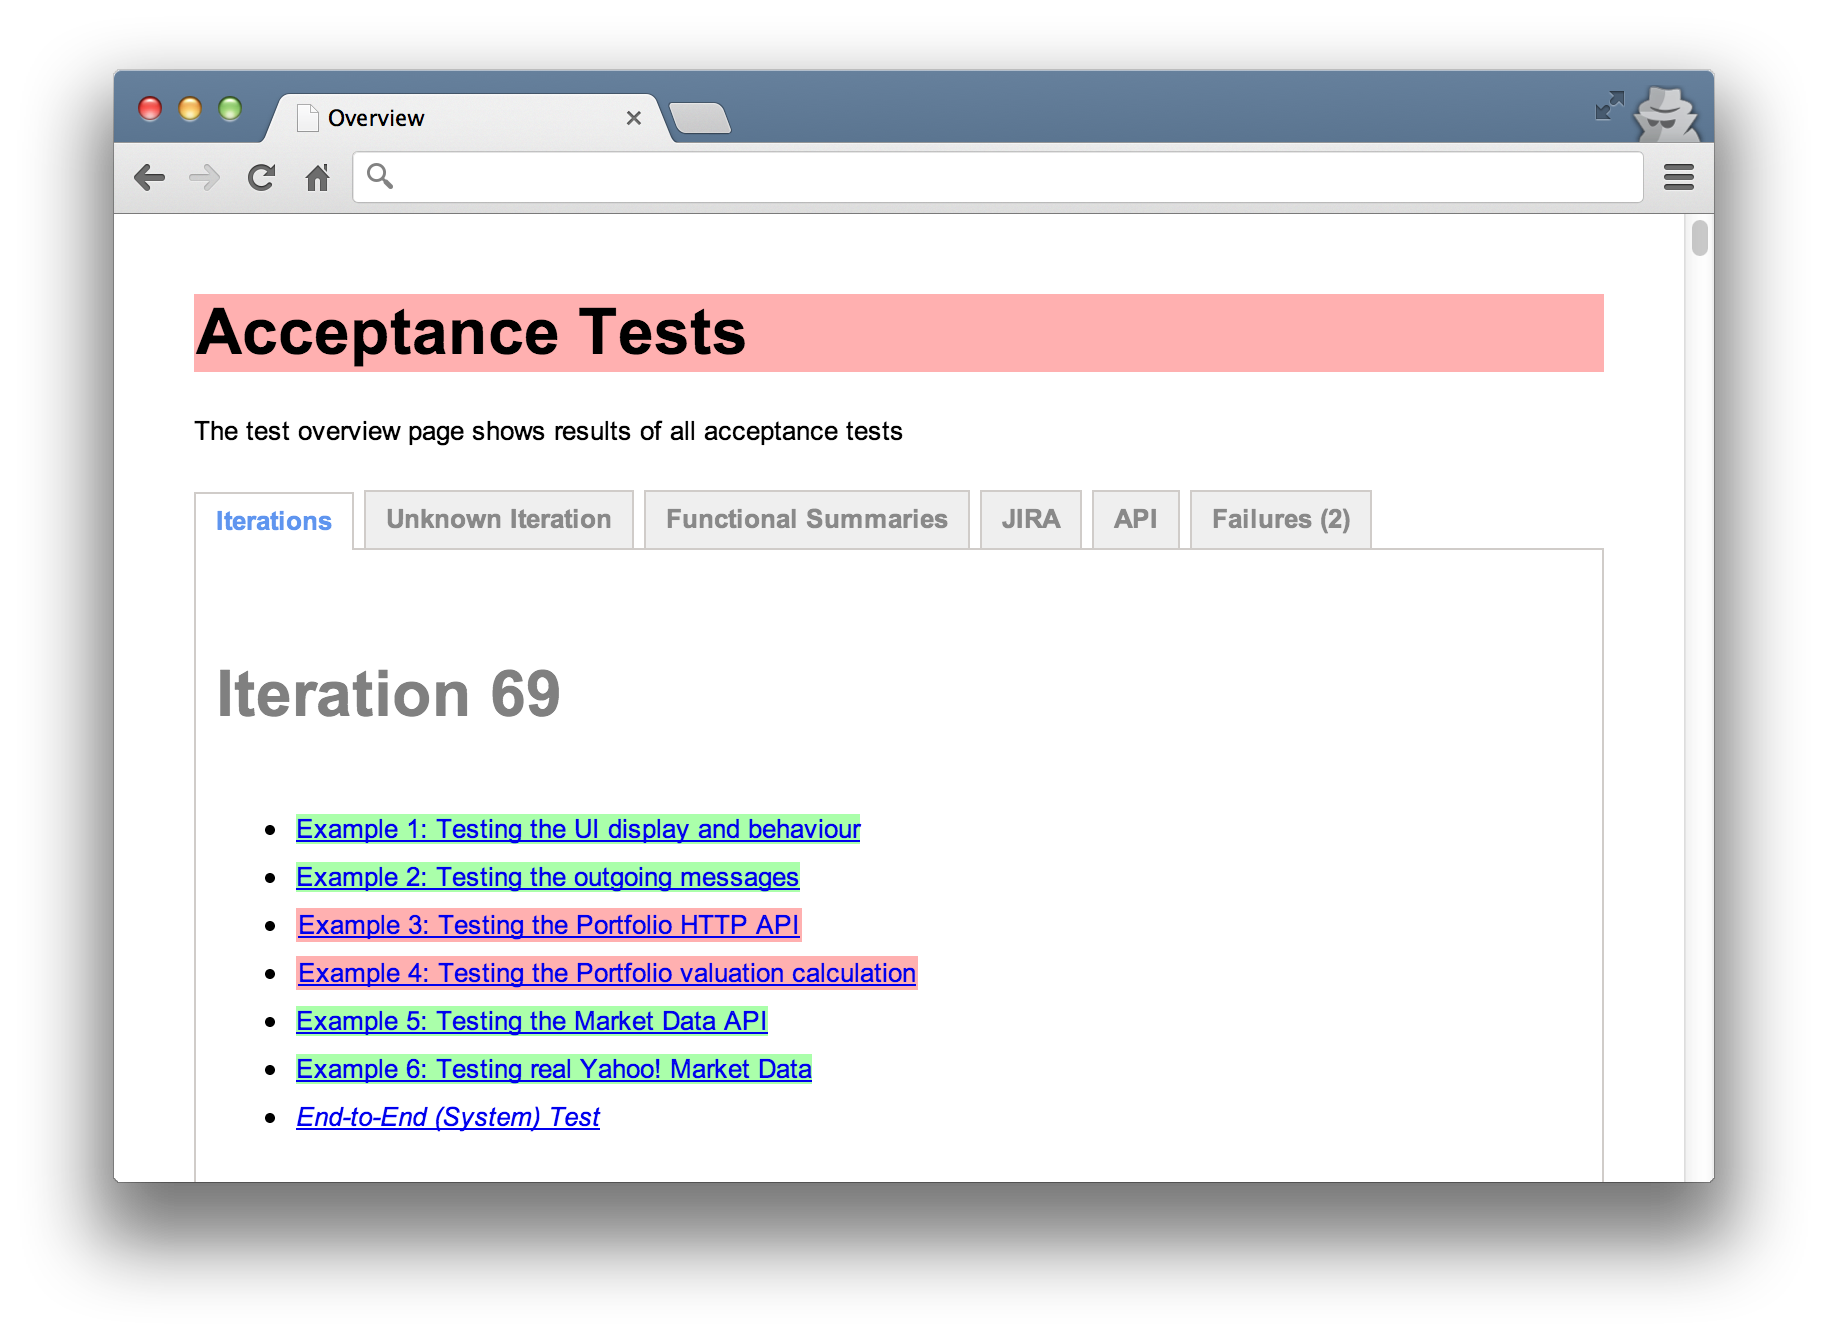 Overview
Acceptance Tests
The test overview page shows results of all acceptance tests
Iterations Unknown Iteration Functional Summaries JIRA API Failures (2)
Iteration 69
Example 1: Testing the UI display and behaviour
Example 2: Testing the outgoing messages
Example 3: Testing the Portfolio HTTP API
Example 4: Testing the Portfolio valuation calculation
Example 5: Testing the Market Data API
Example 6: Testing real Yahoo! Market Data
End-to-End (System) Test